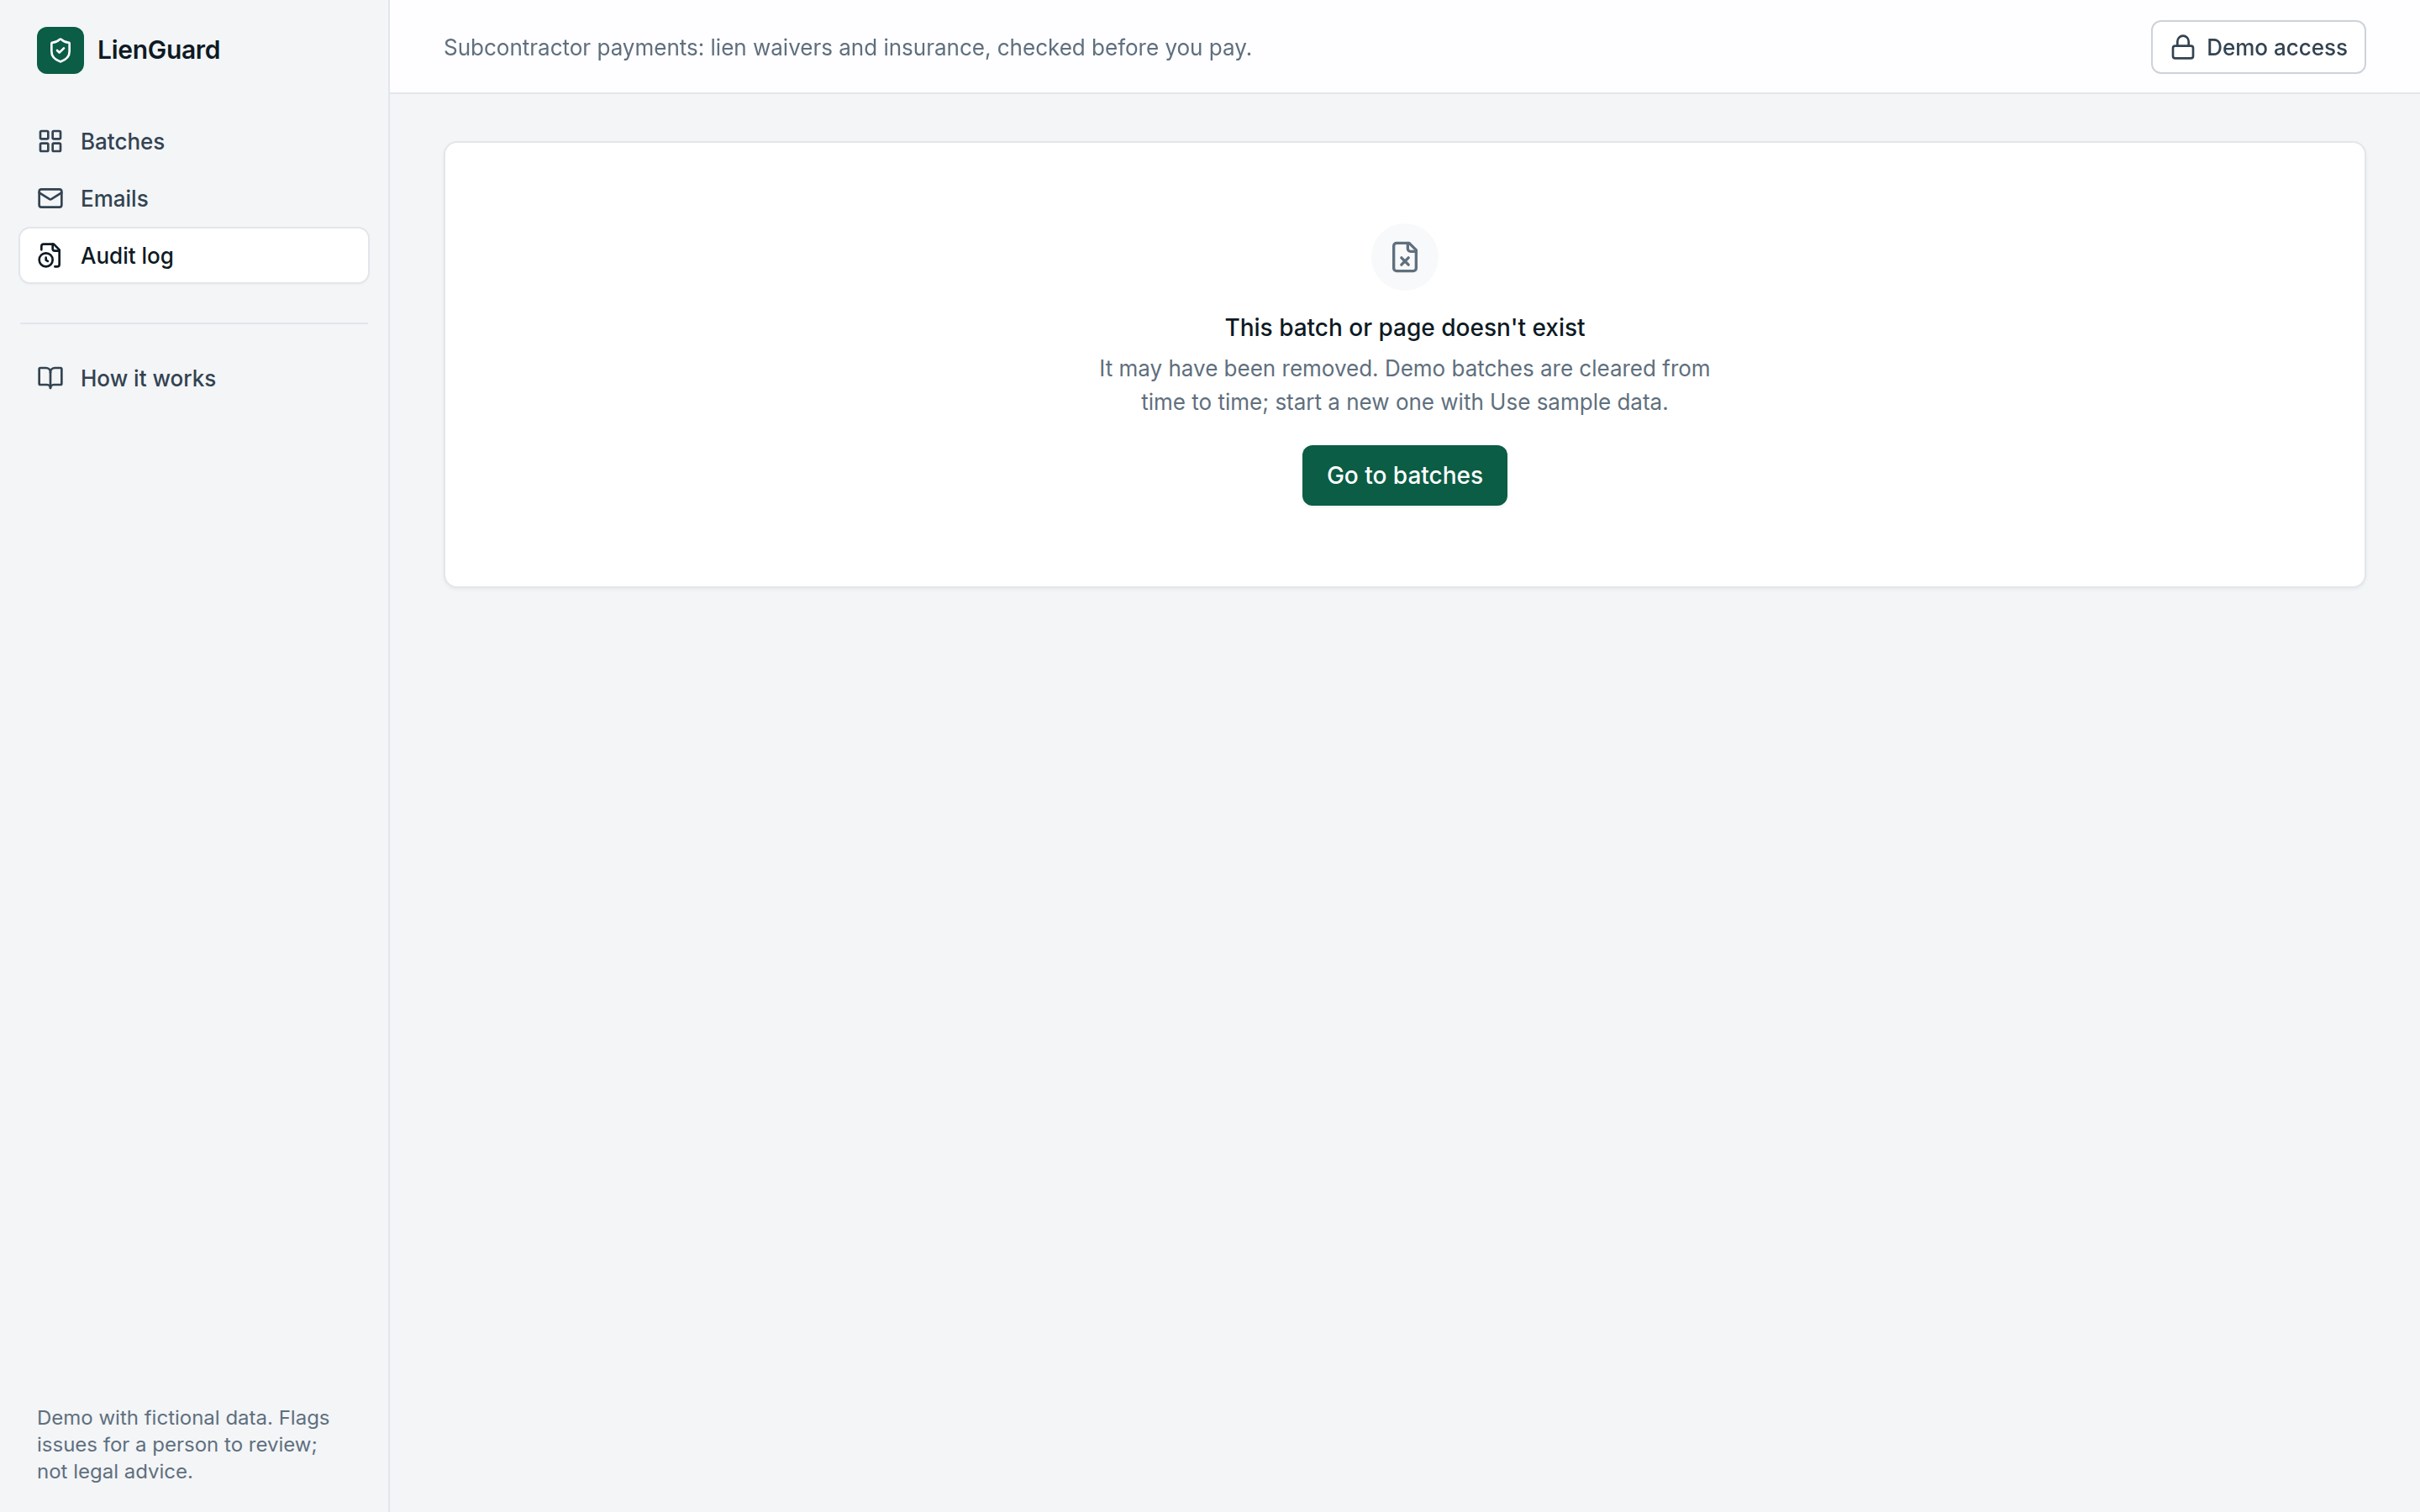 LienGuard
Batches
Emails
Audit log
How it works
Demo with fictional data. Flags
issues for a person to review;
not legal advice.
Subcontractor payments: lien waivers and insurance, checked before you pay.
Demo access
This batch or page doesn't exist
It may have been removed. Demo batches are cleared from
time to time; start a new one with Use sample data.
Go to batches